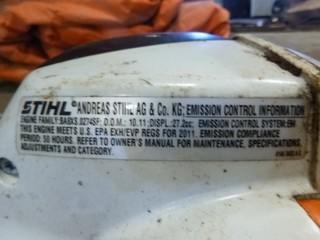 STIHL® ANDREAS STIHL AG & Co. KG; EMISSION CONTROL INFORMATION
ENGINE FAMILY: D.O.M.: 10.11: DISPL: 27.2cc; EMISSION CONTROL SYSTEM: EM
THIS ENGINE MEETS U.S. EPA EXH/EVP REGS FOR 2011. EMISSION COMPLIANCE
PERIOD: 50 HOURS. REFER TO OWNER'S MANUAL FOR MAINTENANCE, SPECIFICATIONS,
ADJUSTMENTS AND CATEGORY.